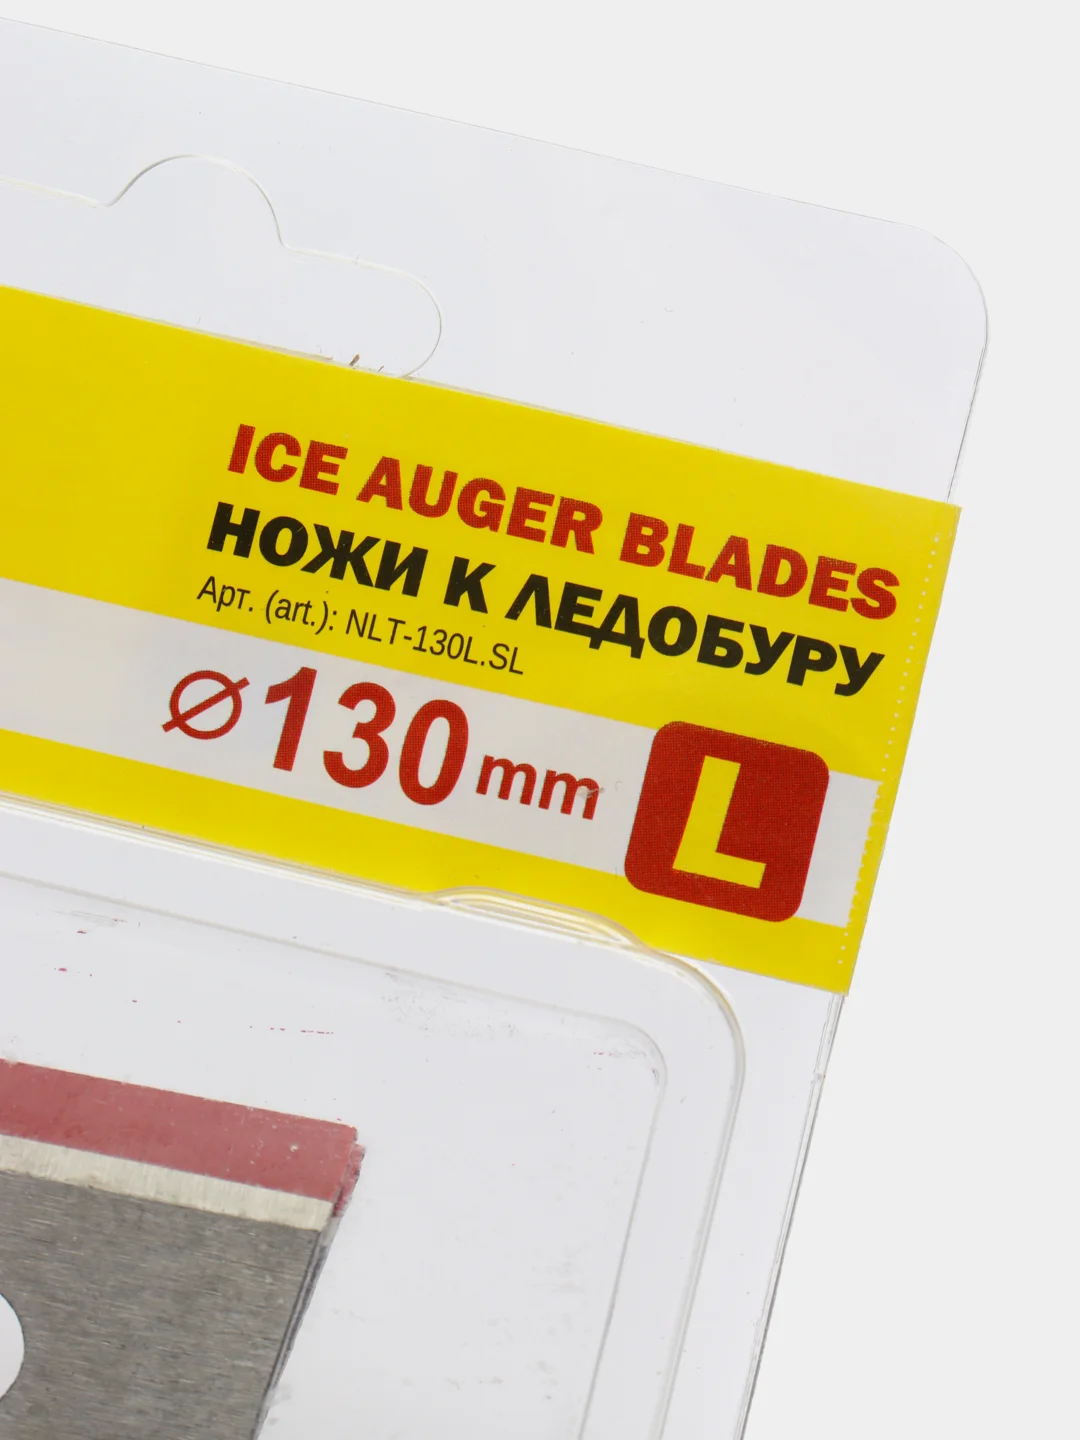 ICE AUGER BLADES
НОЖИ К ЛЕДОБУРУ
Арт. (art.): NLT-130L.SL
⌀130 mm L